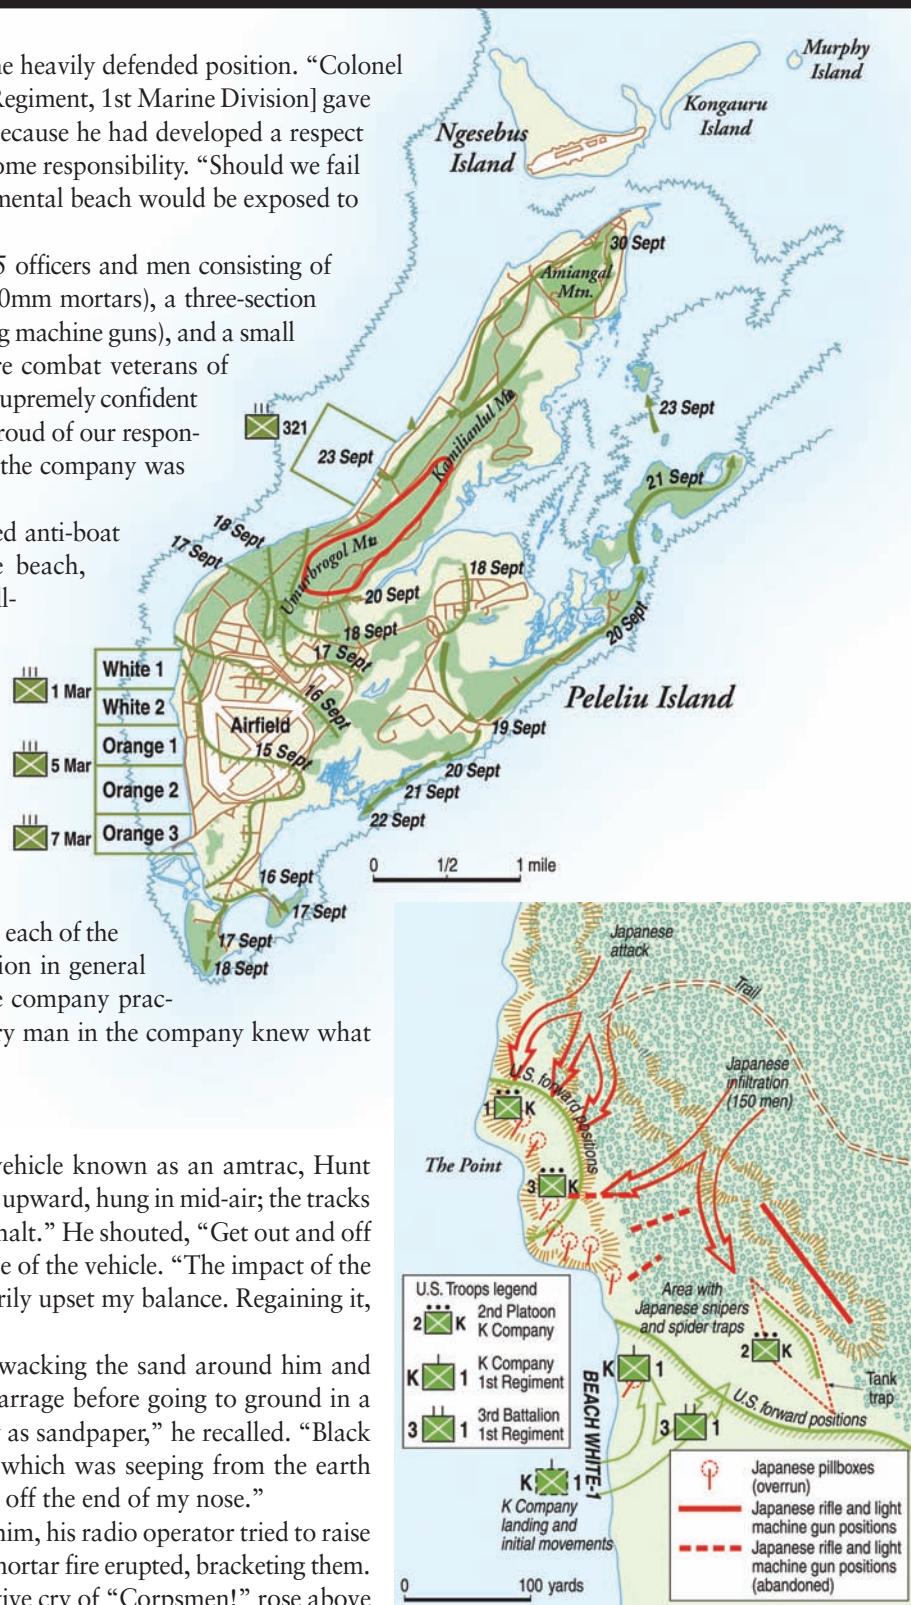 ne heavily defended position. “Colonel
Regiment, 1st Marine Division] gave
because he had developed a respect
ome responsibility. “Should we fail
mental beach would be exposed to
5 officers and men consisting of
0mm mortars), a three-section
g machine guns), and a small
re combat veterans of
supremely confident
roud of our respon-
the company was
ed anti-boat
e beach,
ll-
each of the
ion in general
e company prac-
ry man in the company knew what
vehicle known as an amtrac, Hunt
upward, hung in mid-air; the tracks
halt.” He shouted, “Get out and off
e of the vehicle. “The impact of the
rily upset my balance. Regaining it,
wacking the sand around him and
arrage before going to ground in a
y as sandpaper,” he recalled. “Black
which was seeping from the earth
off the end of my nose.”
him, his radio operator tried to raise
mortar fire erupted, bracketing them.
tive cry of “Corpsmen!” rose above
Murphy
Island
Kongauru
Island
Ngesebus
Island
30 Sept
Amiangal
Mtn.
23 Sept
321
23 Sept
Kamilianlul Mtn
21 Sept
18 Sept
17 Sept
Umurbrogol Mtn
18 Sept
20 Sept
18 Sept
17 Sept
20 Sept
16 Sept
Peleliu Island
White 1
1 Mar
White 2
Airfield
Orange 1
15 Sept
5 Mar
19 Sept
20 Sept
Orange 2
21 Sept
22 Sept
7 Mar
Orange 3
0 1/2 1 mile
16 Sept
17 Sept
17 Sept
18 Sept
Japanese
attack
Trail
Japanese
infiltration
(150 men)
U.S. forward positions
1 K
The Point
3 K
U.S. Troops legend
2 K
2nd Platoon
K Company
K 1
K Company
1st Regiment
3 1
3rd Battalion
1st Regiment
Area with
Japanese snipers
and spider traps
2 K
Tank
trap
K 1
U.S. forward positions
3 1
BEACH WHITE-1
K 1
K Company
landing and
initial movements
Japanese pillboxes
(overrun)
Japanese rifle and light
machine gun positions
Japanese rifle and light
machine gun positions
(abandoned)
0 100 yards